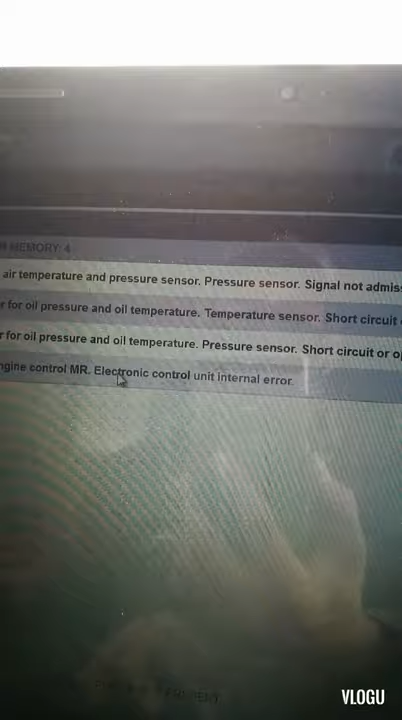 MEMORY: 4
air temperature and pressure sensor. Pressure sensor. Signal not admis
r for oil pressure and oil temperature. Temperature sensor. Short circuit
r for oil pressure and oil temperature. Pressure sensor. Short circuit or o
ngine control MR. Electronic control unit internal error.
VLOGU